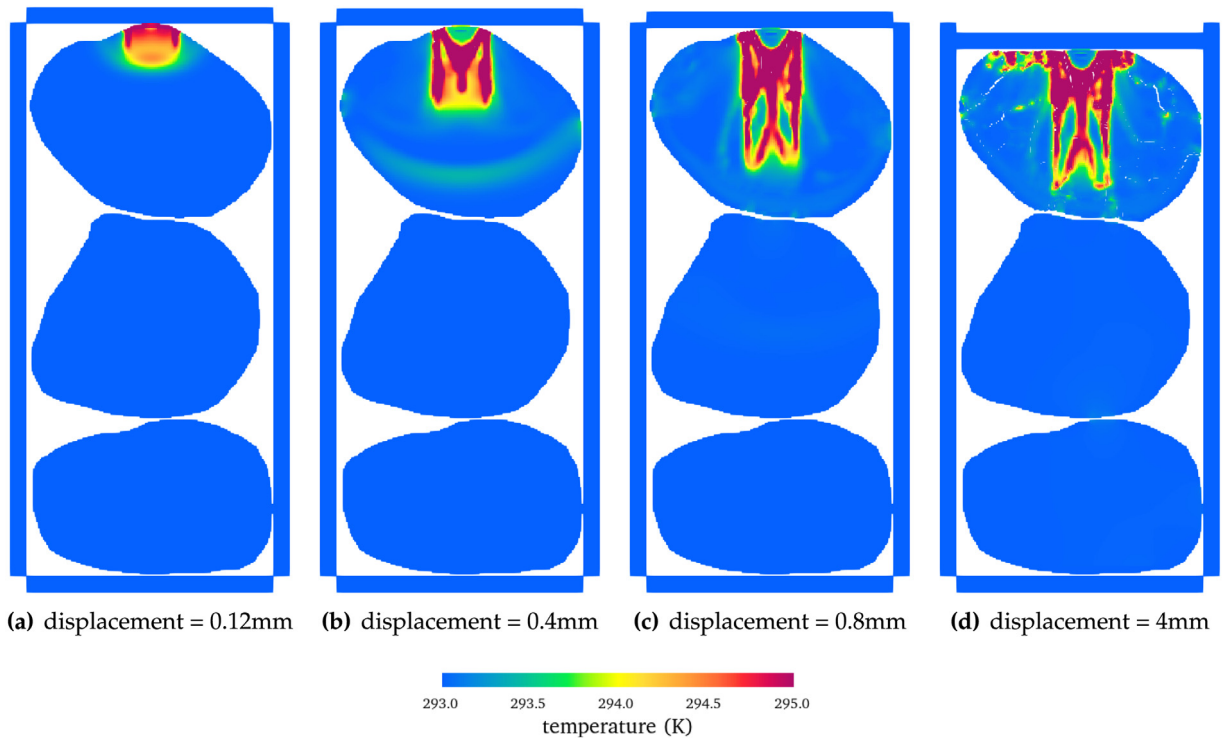 (a) displacement = 0.12mm (b) displacement = 0.4mm (c) displacement = 0.8mm (d) displacement = 4mm
293.0 293.5 294.0 294.5 295.0
temperature (K)